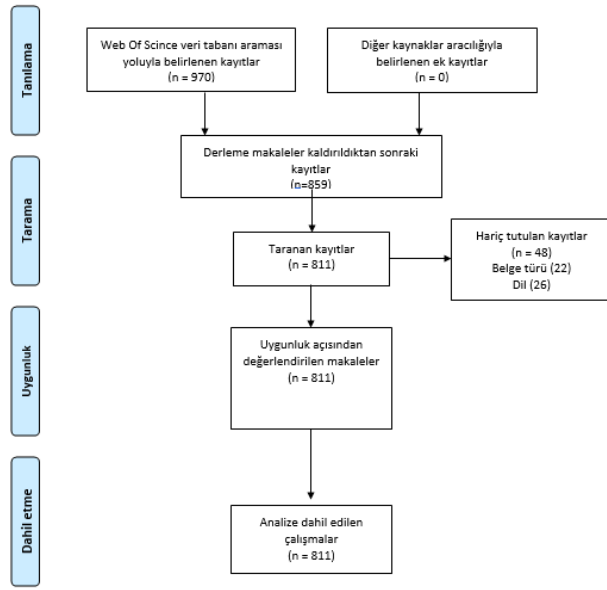 Tanılama
Web Of Scince veri tabanı araması
yoluyla belirlenen kayıtlar
(n = 970)
Diğer kaynaklar aracılığıyla
belirlenen ek kayıtlar
(n = 0)
Derleme makaleler kaldırıldıktan sonraki
kayıtlar
(n=859)
Tarama
Taranan kayıtlar
(n = 811)
Hariç tutulan kayıtlar
(n = 48)
Belge türü (22)
Dil (26)
Uygunluk
Uygunluk açısından
değerlendirilen makaleler
(n = 811)
Dahil etme
Analize dahil edilen
çalışmalar
(n = 811)